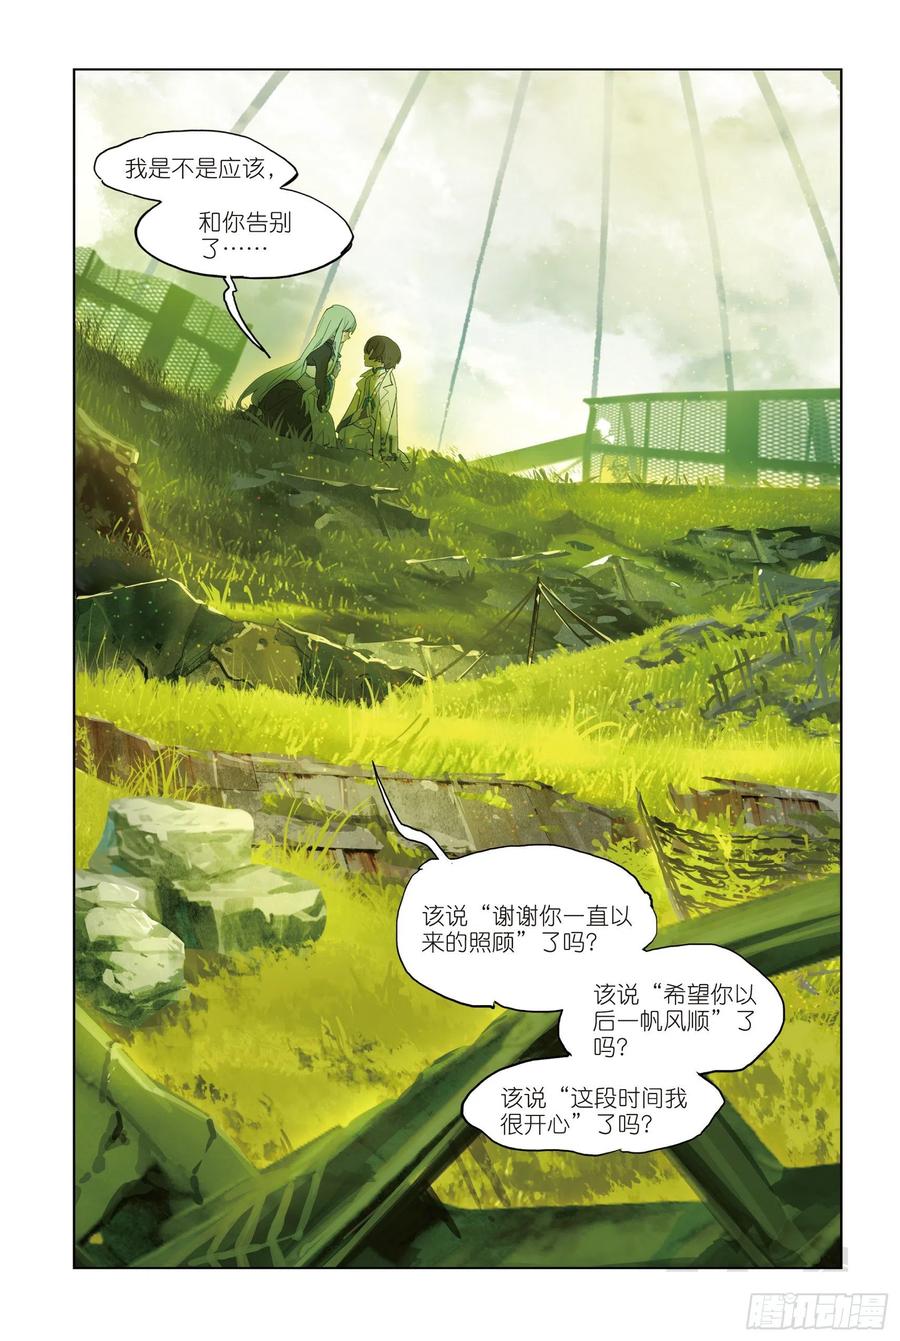 我是不是应该，
和你告别
了……
该说“谢谢你一直以
来的照顾”了吗？
该说“希望你以
后一帆风顺”了
吗？
该说“这段时间我
很开心”了吗？
腾讯动漫